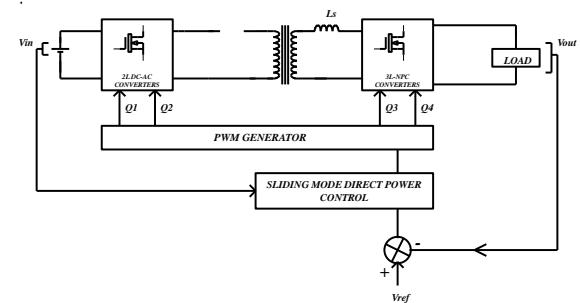 .
Ls
Vin
Vout
2LDC-AC
CONVERTERS
3L-NPC
CONVERTERS
LOAD
Q1
Q2
Q3
Q4
PWM GENERATOR
SLIDING MODE DIRECT POWER
CONTROL
-
+
Vref